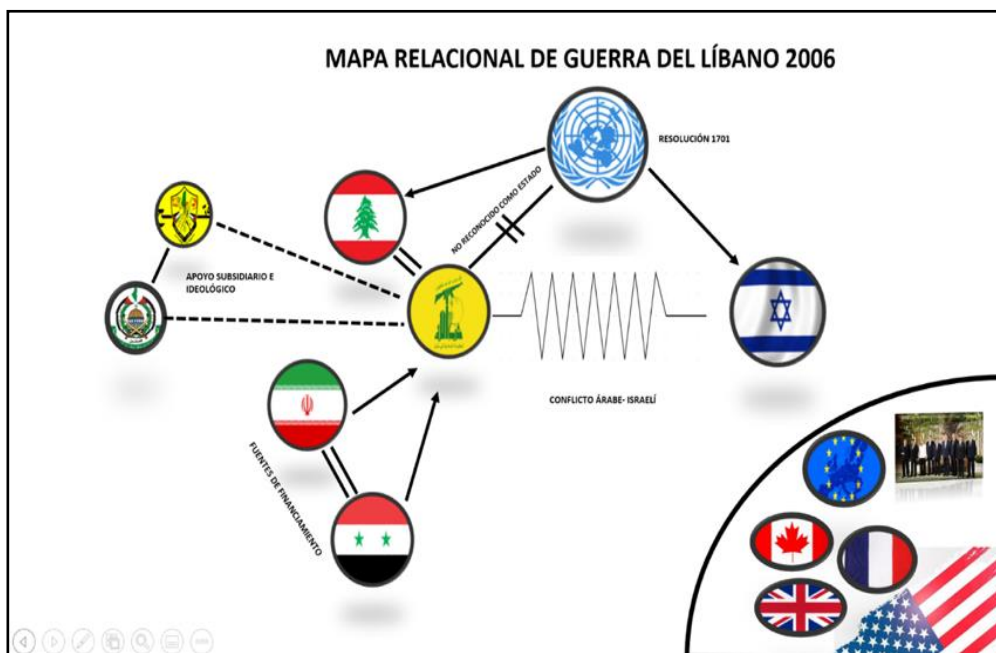 MAPA RELACIONAL DE GUERRA DEL LÍBANO 2006
RESOLUCIÓN 1701
NO RECONOCIDO COMO ESTADO
APOYO SUBSIDIARIO E
IDEOLÓGICO
CONFLICTO ÁRABE- ISRAELÍ
FUENTES DE FINANCIAMIENTO